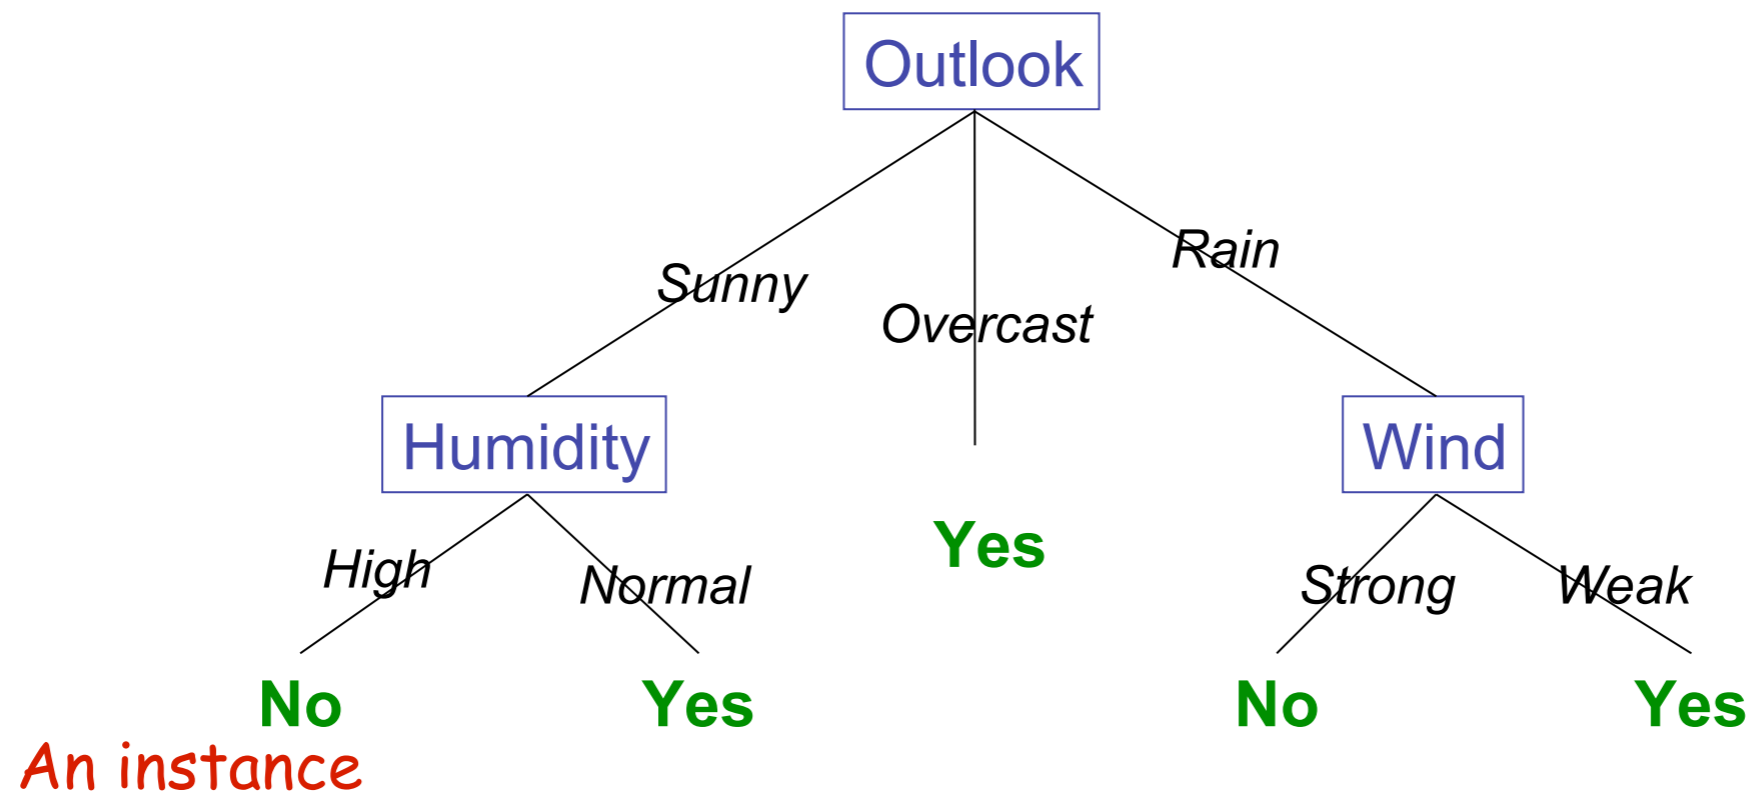 Outlook
Sunny
Overcast
Rain
Humidity
Wind
High
Normal
Yes
Strong
Weak
No
Yes
No
Yes
An instance